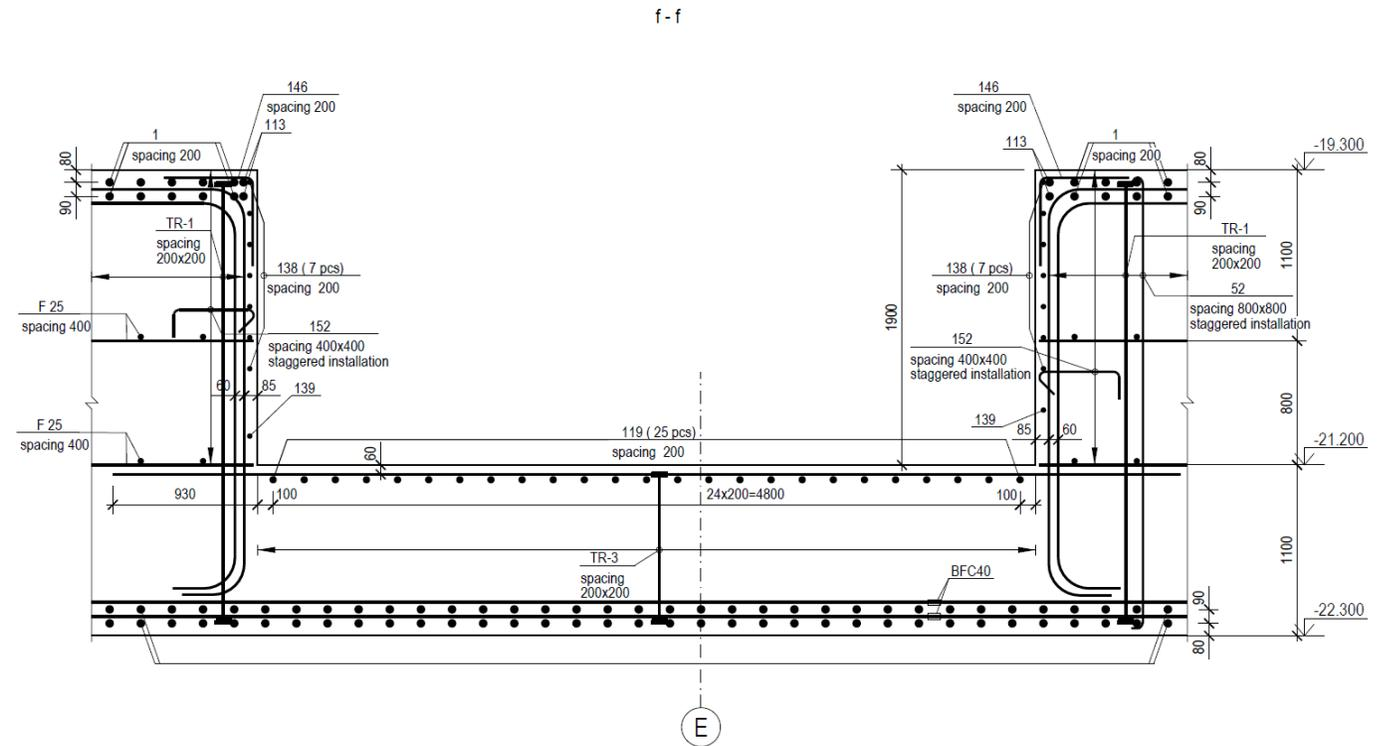 f - f
146
spacing 200
113
1
spacing 200
80
90
TR-1
spacing
200x200
138 ( 7 pcs)
spacing 200
F 25
spacing 400
152
spacing 400x400
staggered installation
60
85
139
F 25
spacing 400
119 ( 25 pcs)
spacing 200
60
930
100
24x200=4800
100
TR-3
spacing
200x200
BFC40
E
146
spacing 200
113
1
spacing 200
80
90
-19.300
1900
138 ( 7 pcs)
spacing 200
TR-1
spacing
200x200
1100
52
spacing 800x800
staggered installation
152
spacing 400x400
staggered installation
139
85
60
800
-21.200
1100
90
80
-22.300